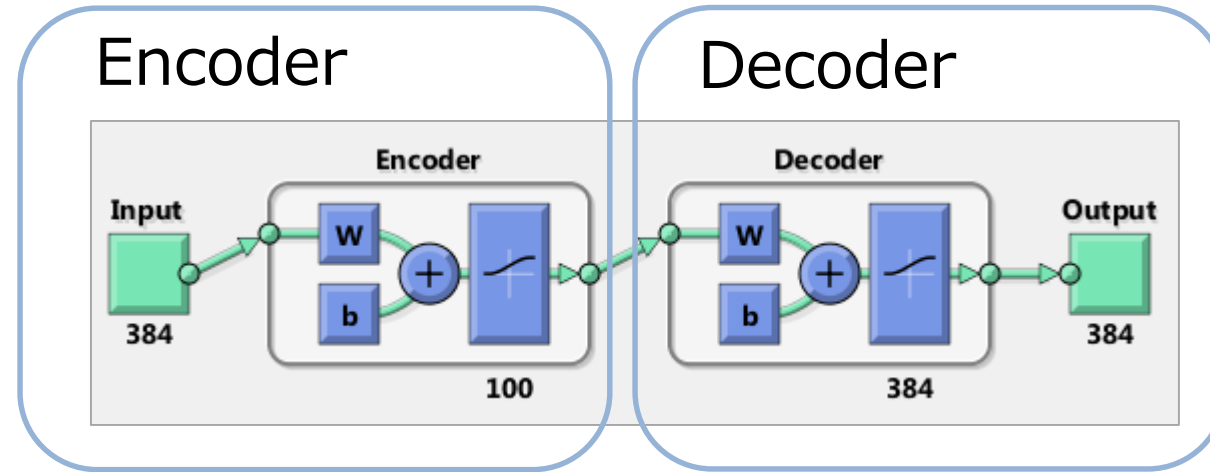 Encoder
Decoder
Encoder
Decoder
Input
Output
W
W
b
b
384
384
100
384